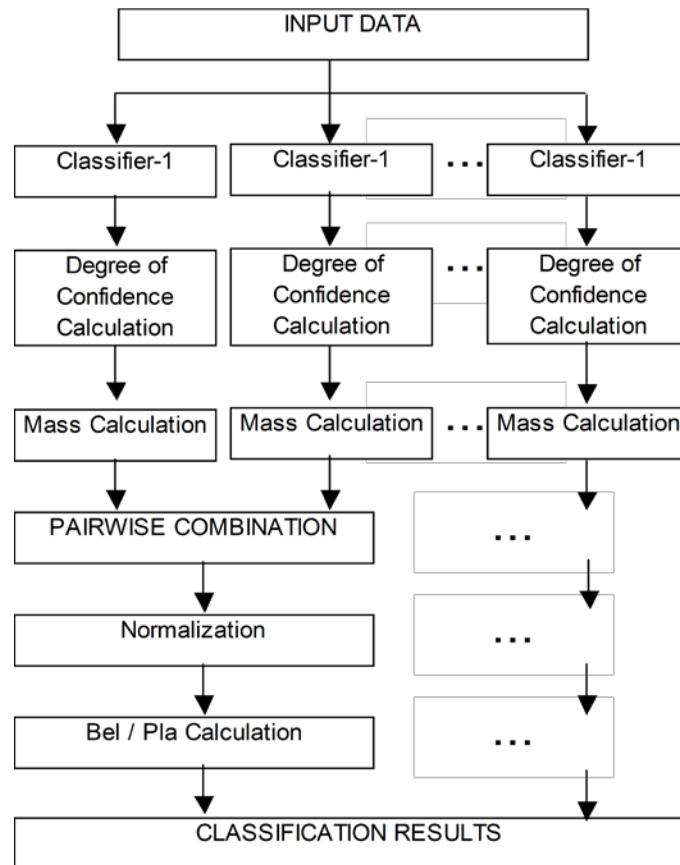 INPUT DATA
Classifier-1
Classifier-1
...
Classifier-1
Degree of
Confidence
Calculation
Degree of
Confidence
Calculation
...
Degree of
Confidence
Calculation
Mass Calculation
Mass Calculation
...
Mass Calculation
PAIRWISE COMBINATION
...
Normalization
...
Bel / Pla Calculation
...
CLASSIFICATION RESULTS